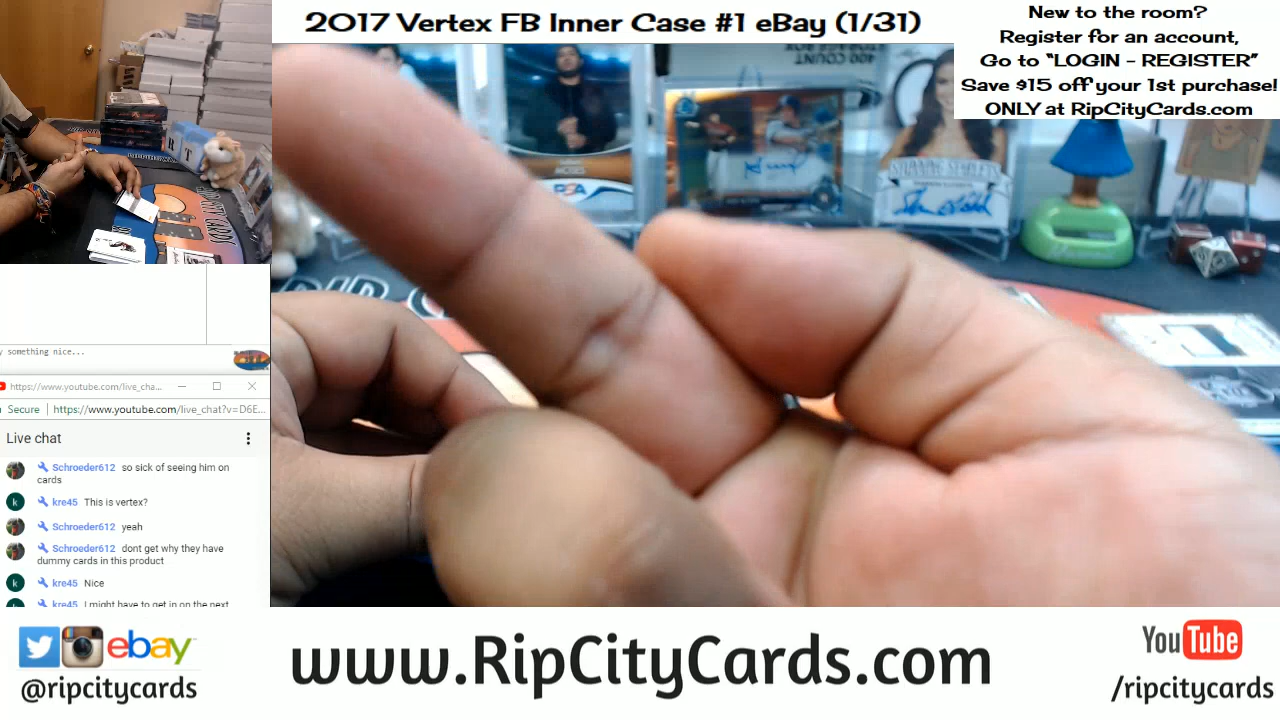 2017 Vertex FB Inner Case #1 eBay (1/31)
New to the room?
Register for an account,
Go to “LOGIN - REGISTER”
Save $15 off your 1st purchase!
ONLY at RipCityCards.com
400 COUNT
PSA
y something nice...
https://www.youtube.com/live_cha...
Secure
https://www.youtube.com/live_chat?v=D6E...
Live chat
Schroeder612 so sick of seeing him on
cards
kre45 This is vertex?
Schroeder612 yeah
Schroeder612 dont get why they have
dummy cards in this product
kre45 Nice
kre45 I might have to get in on the next
ebay
@ripcitycards
www.RipCityCards.com
YouTube
/ripcitycards